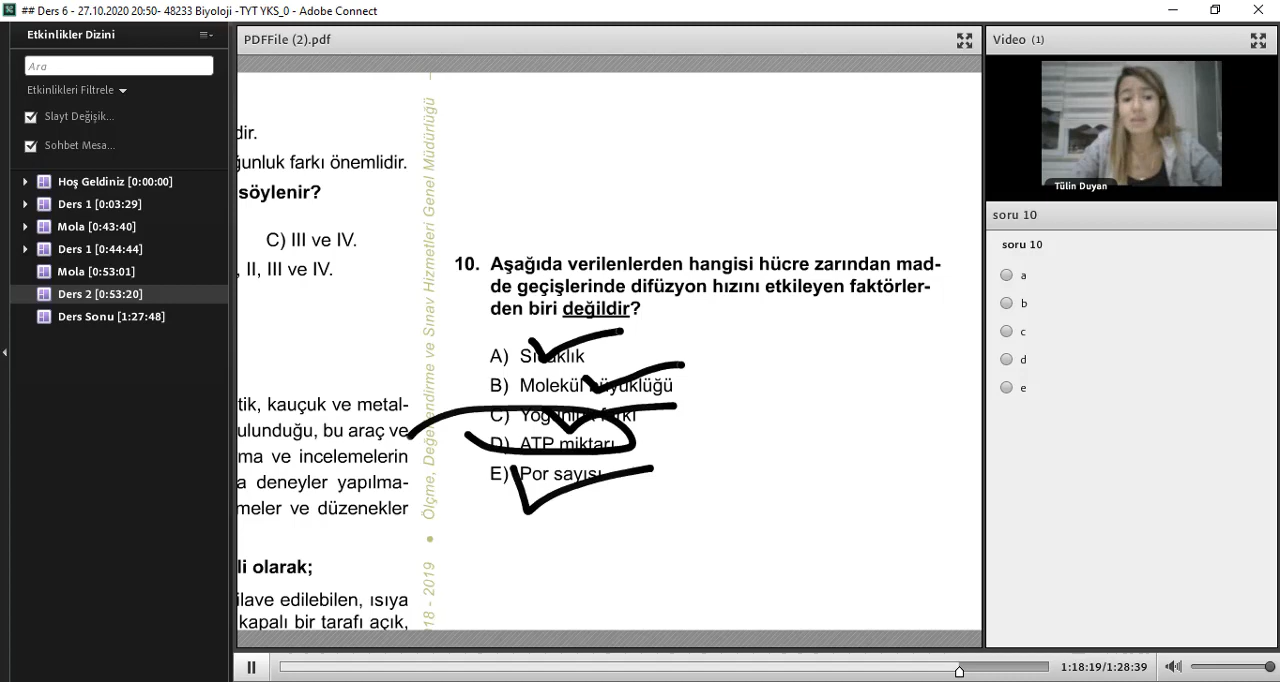 ## Ders 6 - 27.10.2020 20:50- 48233 Biyoloji -TYT YKS_0 - Adobe Connect
Etkinlikler Dizini
Ara
Etkinlikleri Filtrele
Slayt Değişik...
Sohbet Mesa...
Hoş Geldiniz [0:00:00]
Ders 1 [0:03:29]
Mola [0:43:40]
Ders 1 [0:44:44]
Mola [0:53:01]
Ders 2 [0:53:20]
Ders Sonu [1:27:48]
PDFFile (2).pdf
dir.
ğunluk farkı önemlidir.
söylenir?
C) III ve IV.
, II, III ve IV.
tik, kauçuk ve metal-
ulunduğu, bu araç ve
ma ve incelemelerin
a deneyler yapılma-
meler ve düzenekler
li olarak;
ilave edilebilen, ısıya
kapalı bir tarafı açık,
18 - 2019 • Ölçme, Değerlendirme ve Sınav Hizmetleri Genel Müdürlüğü
10. Aşağıda verilenlerden hangisi hücre zarından mad-
de geçişlerinde difüzyon hızını etkileyen faktörler-
den biri değildir?
A) Sıcaklık
B) Molekül büyüklüğü
C) Yoğunluk farkı
D) ATP miktarı
E) Por sayısı
Video (1)
Tülin Duyan
soru 10
soru 10
a
b
c
d
e
1:18:19/1:28:39